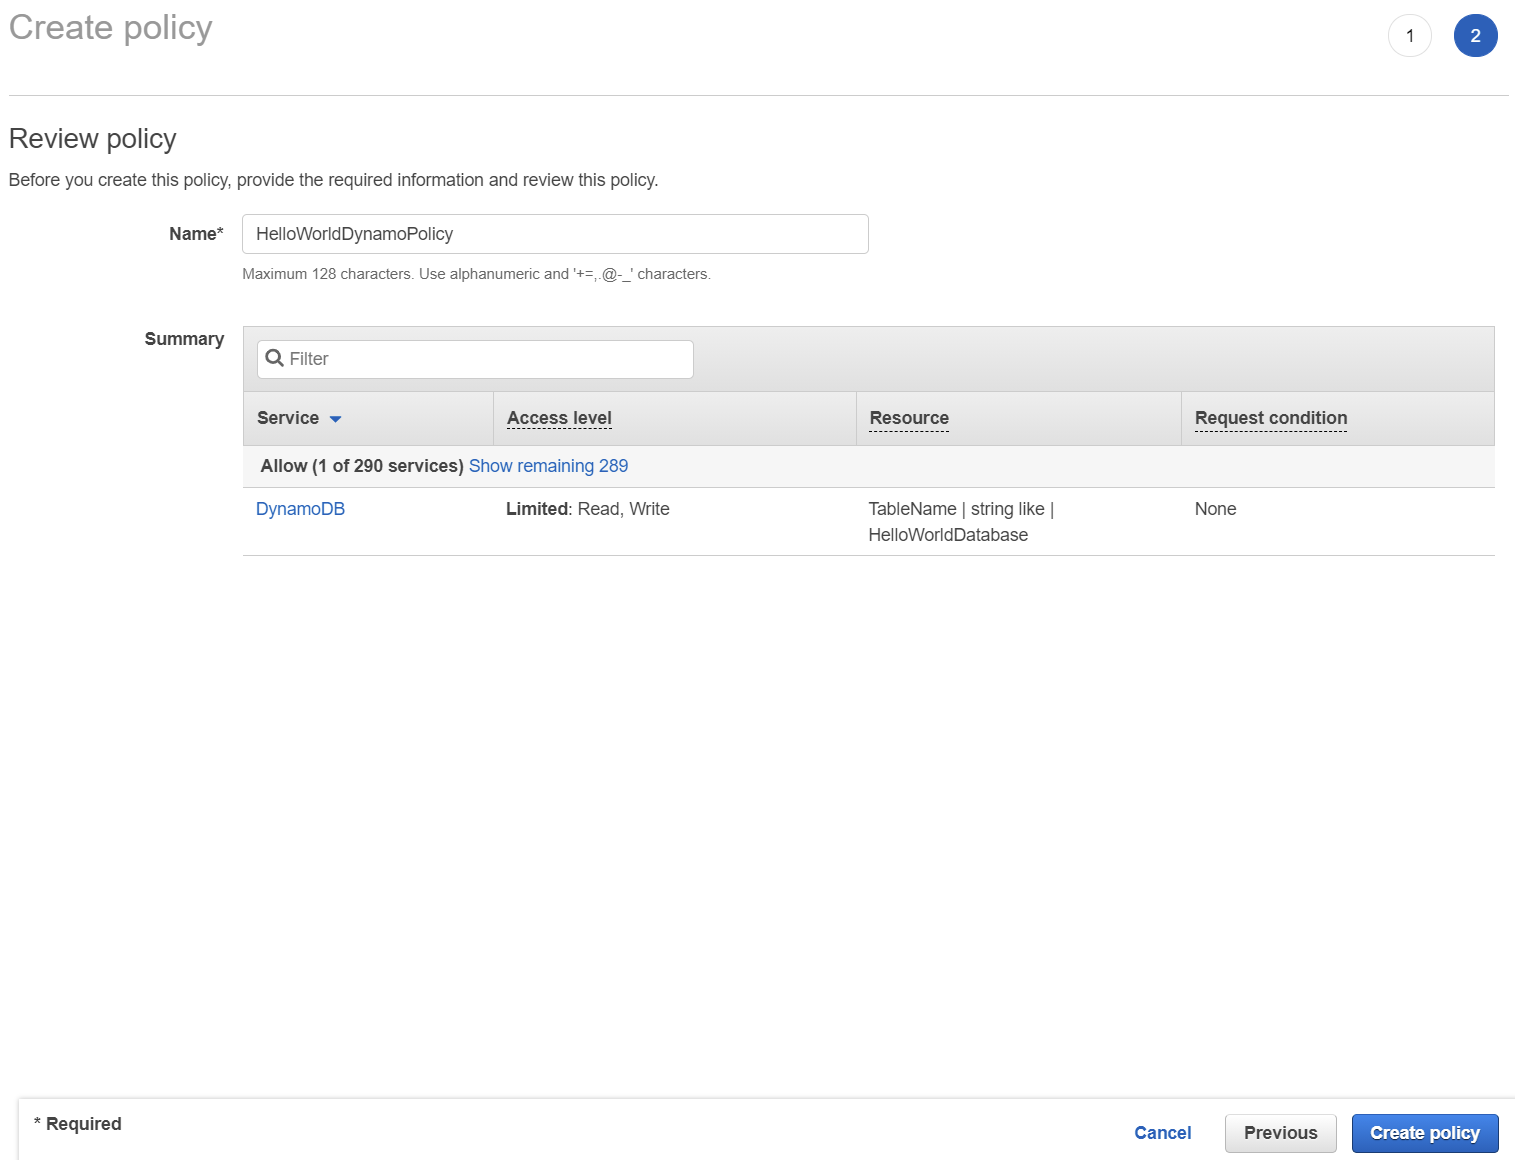 Create policy
1
2
Review policy
Before you create this policy, provide the required information and review this policy.
Name*
HelloWorldDynamoPolicy
Maximum 128 characters. Use alphanumeric and '+=,.@-_' characters.
Summary
Filter
Service Access level Resource Request condition
Allow (1 of 290 services) Show remaining 289
DynamoDB Limited: Read, Write TableName | string like | None
HelloWorldDatabase
* Required
Cancel Previous Create policy